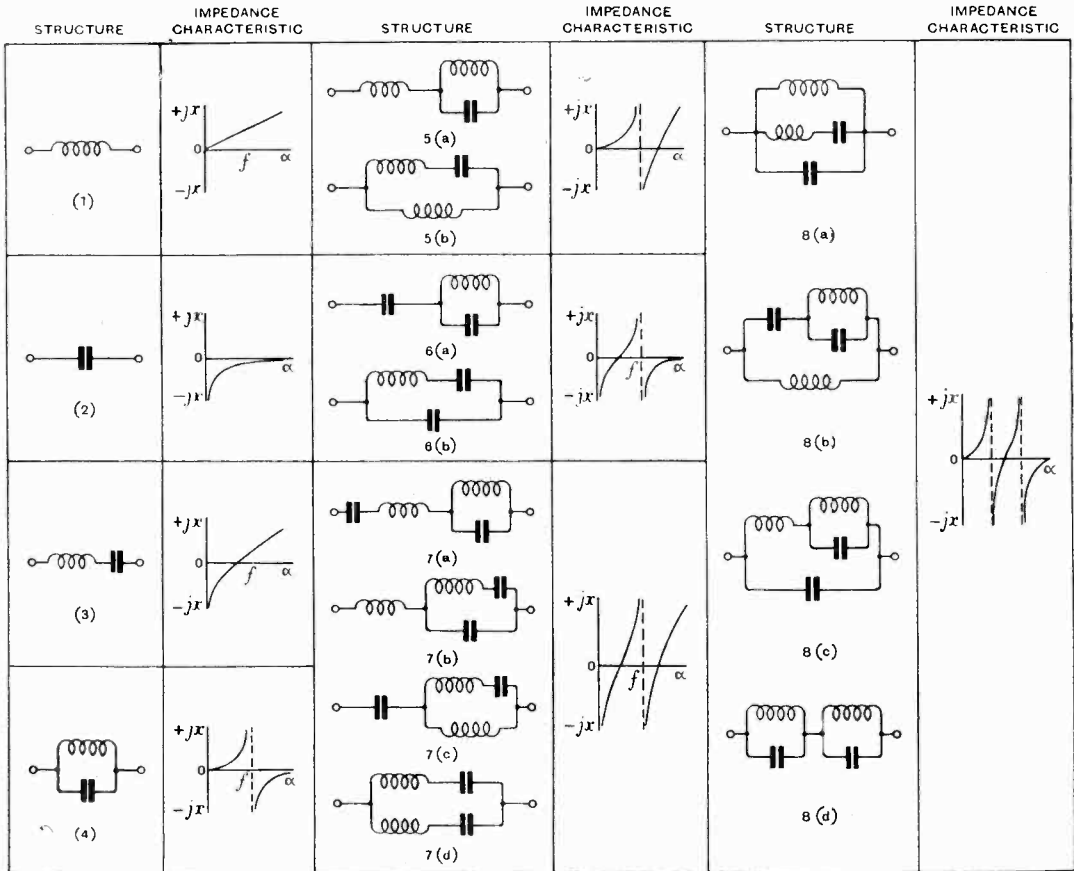 STRUCTURE
IMPEDANCE
CHARACTERISTIC
STRUCTURE
IMPEDANCE
CHARACTERISTIC
STRUCTURE
IMPEDANCE
CHARACTERISTIC
(1)
+jx
0
f
α
−jx
5(a)
5(b)
+jx
0
α
−jx
8(a)
(2)
+jx
0
α
−jx
6(a)
6(b)
+jx
0
f
α
−jx
8(b)
+jx
0
α
−jx
(3)
+jx
0
f
α
−jx
7(a)
7(b)
7(c)
7(d)
+jx
0
f
α
−jx
8(c)
8(d)
(4)
+jx
0
f
α
−jx